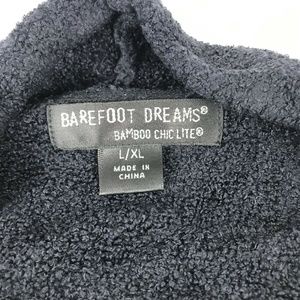 BAREFOOT DREAMS®
BAMBOO CHIC LITE®
L/XL
MADE IN
CHINA